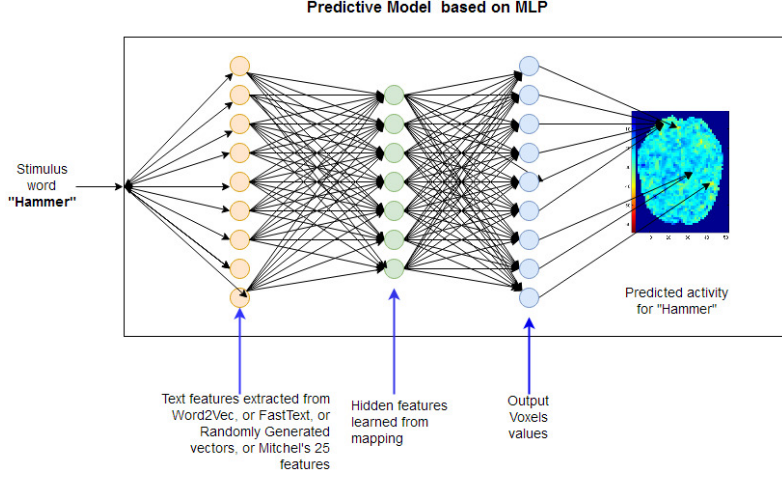 Predictive Model based on MLP
Stimulus
word
"Hammer"
Predicted activity
for "Hammer"
Text features extracted from
Word2Vec, or FastText, or
Randomly Generated
vectors, or Mitchel's 25
features
Hidden features
learned from
mapping
Output
Voxels
values